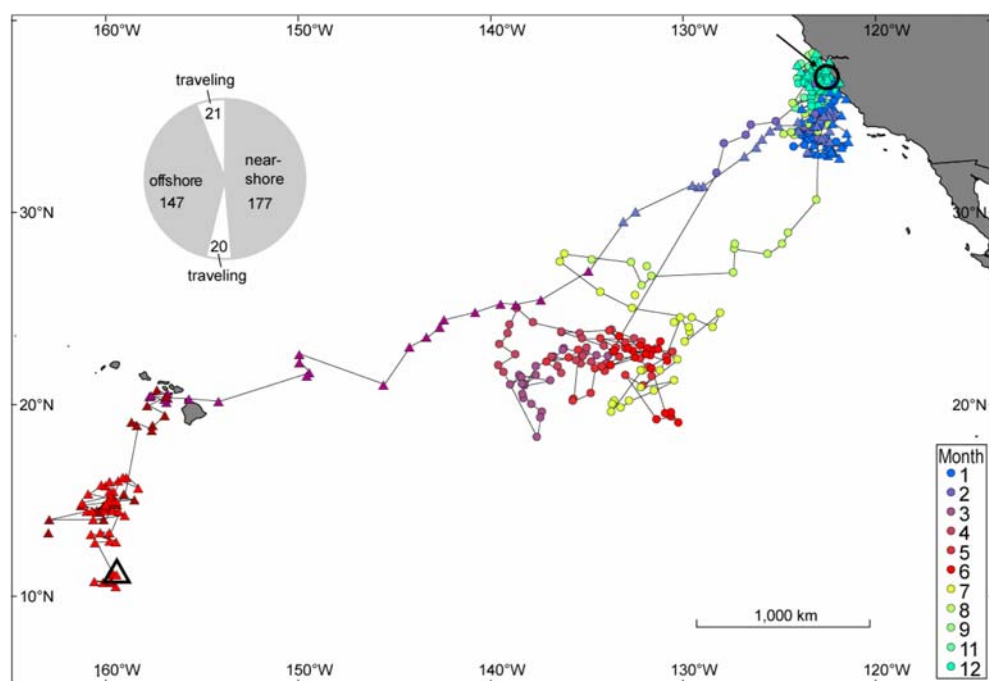 160°W
150°W
140°W
130°W
120°W
traveling
21
offshore
147
near-
shore
177
20
traveling
30°N
30°N
20°N
20°N
10°N
Month
1
2
3
4
5
6
7
8
9
11
12
1,000 km
160°W
150°W
140°W
130°W
120°W